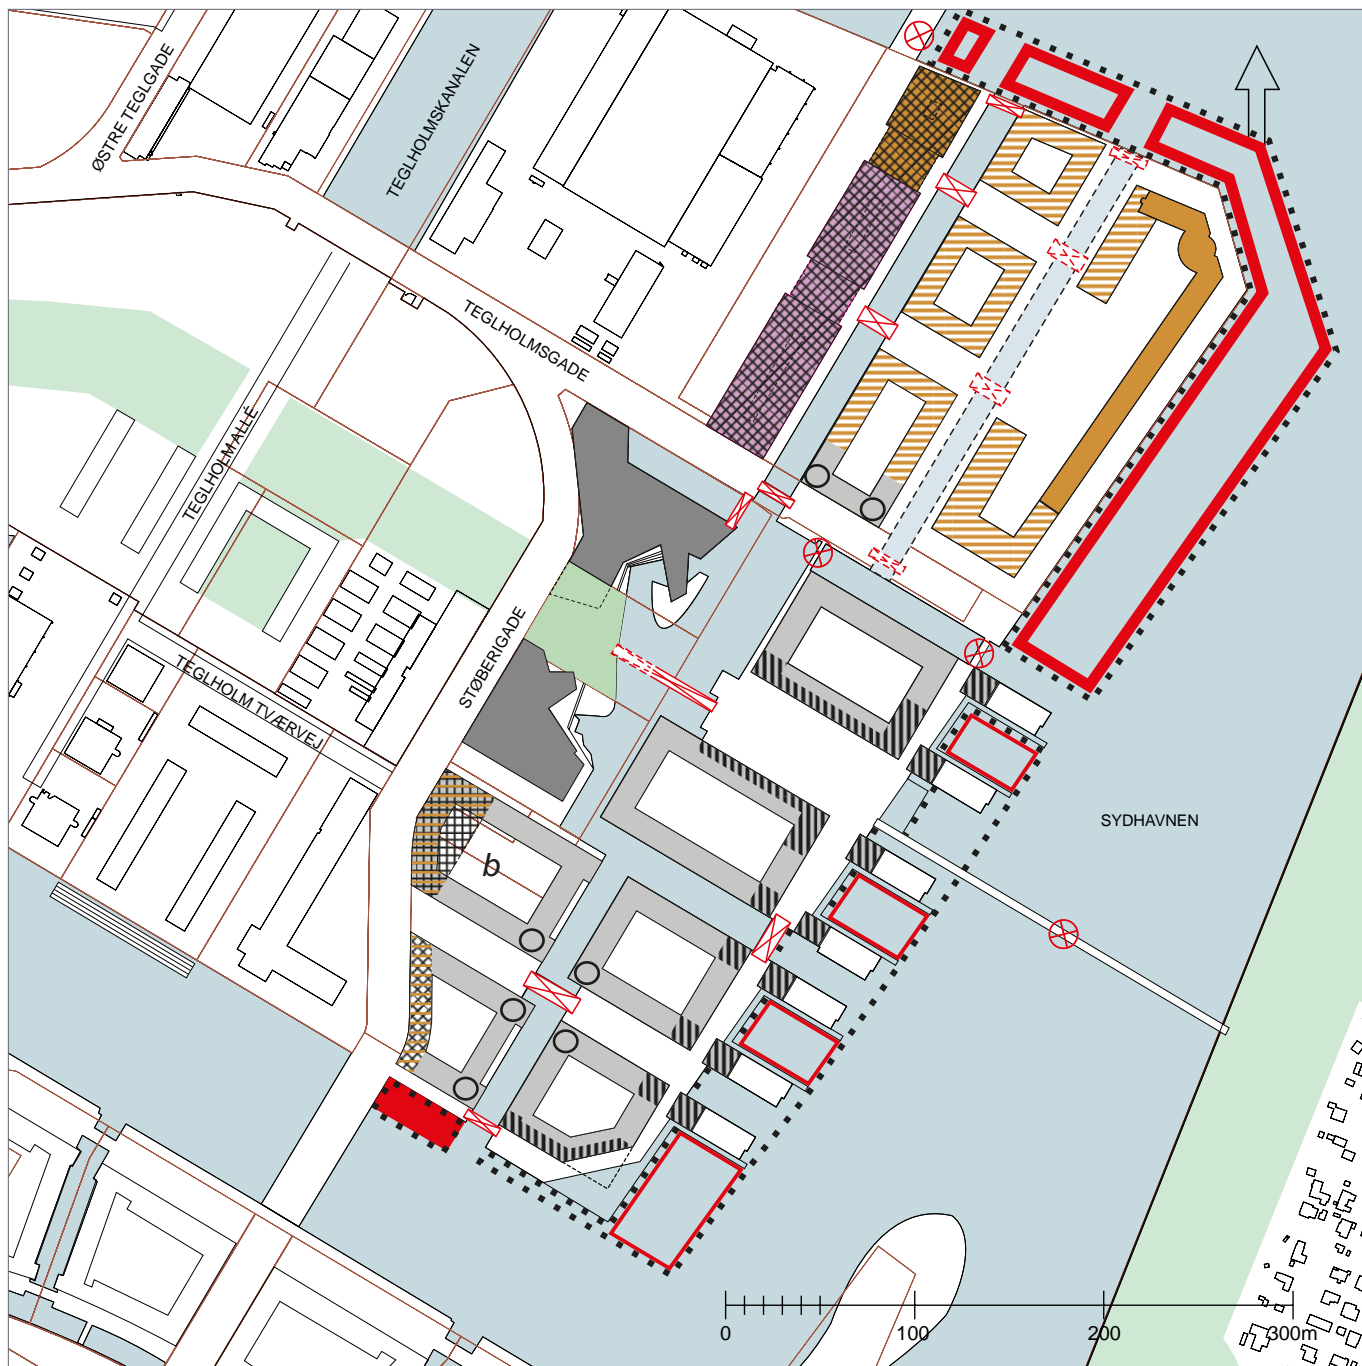 ØSTRE TEGLGADE
TEGLHOLMSKANALEN
TEGLHOLMSGADE
TEGLHOLM ALLÉ
STØBERIGADE
TEGLHOLM TVÆRVEJ
SYDHAVNEN
b
0 100 200 300m